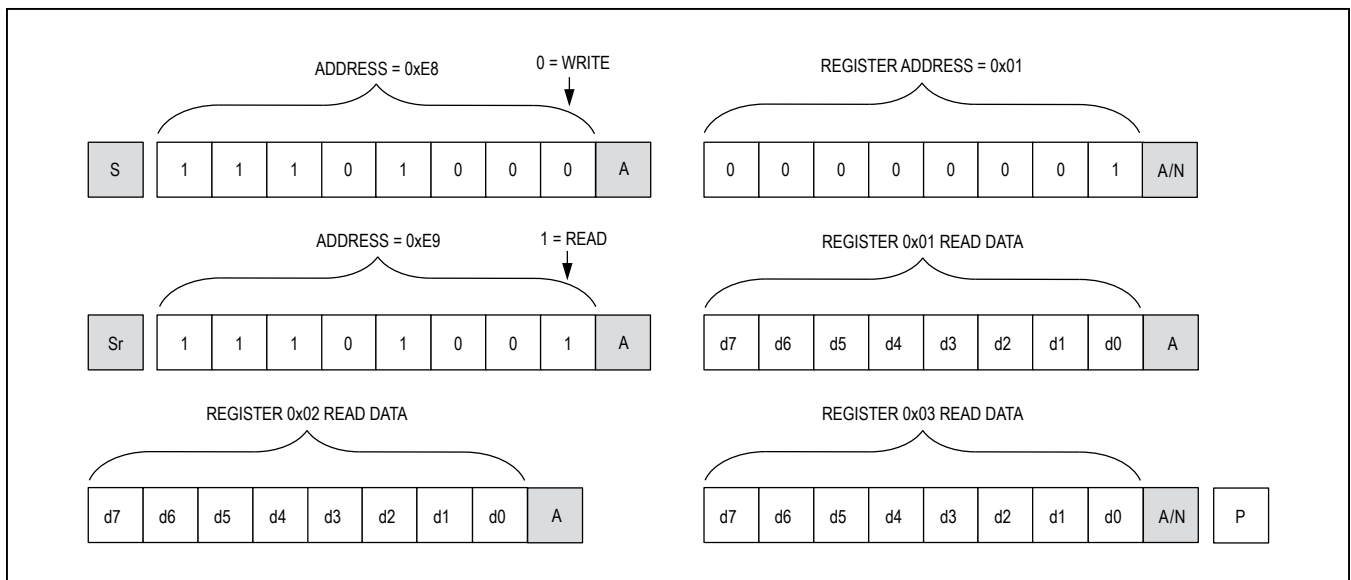 ADDRESS = 0xE8 0 = WRITE REGISTER ADDRESS = 0x01
S 1 1 1 0 1 0 0 0 A 0 0 0 0 0 0 0 1 A/N
ADDRESS = 0xE9 1 = READ REGISTER 0x01 READ DATA
Sr 1 1 1 0 1 0 0 1 A d7 d6 d5 d4 d3 d2 d1 d0 A
REGISTER 0x02 READ DATA REGISTER 0x03 READ DATA
d7 d6 d5 d4 d3 d2 d1 d0 A d7 d6 d5 d4 d3 d2 d1 d0 A/N P